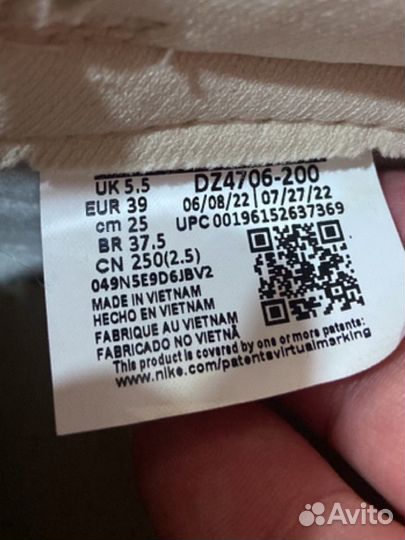 UK 5.5 DZ4706-200
EUR 39 06/08/22 07/27/22
cm 25 UPC 00196152637369
BR 37.5
CN 250(2.5)
049N5E9D6JBV2
MADE IN VIETNAM
HECHO EN VIETNAM
FABRIQUE AU VIETNAM
FABRICADO NO VIETNÃ
This product is covered by one or more patents:
www.nike.com/patentsvirtualmarking
Avito